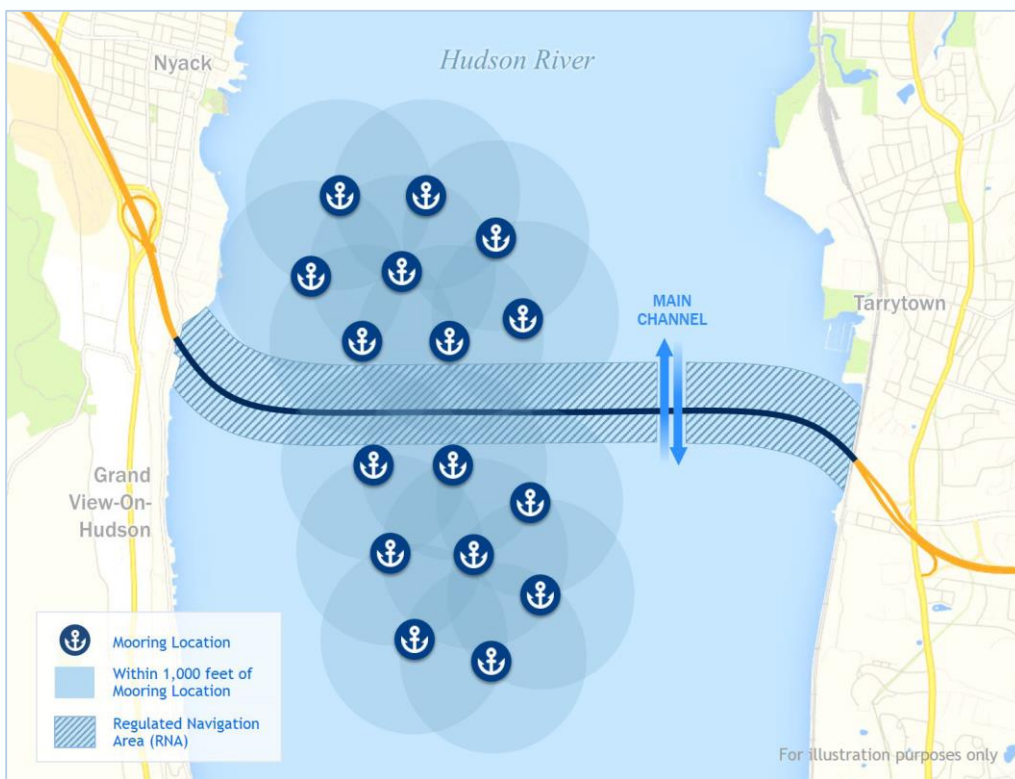 Nyack
Hudson River
MAIN
CHANNEL
Tarrytown
Grand
View-On-
Hudson
Mooring Location
Within 1,000 feet of
Mooring Location
Regulated Navigation
Area (RNA)
For illustration purposes only